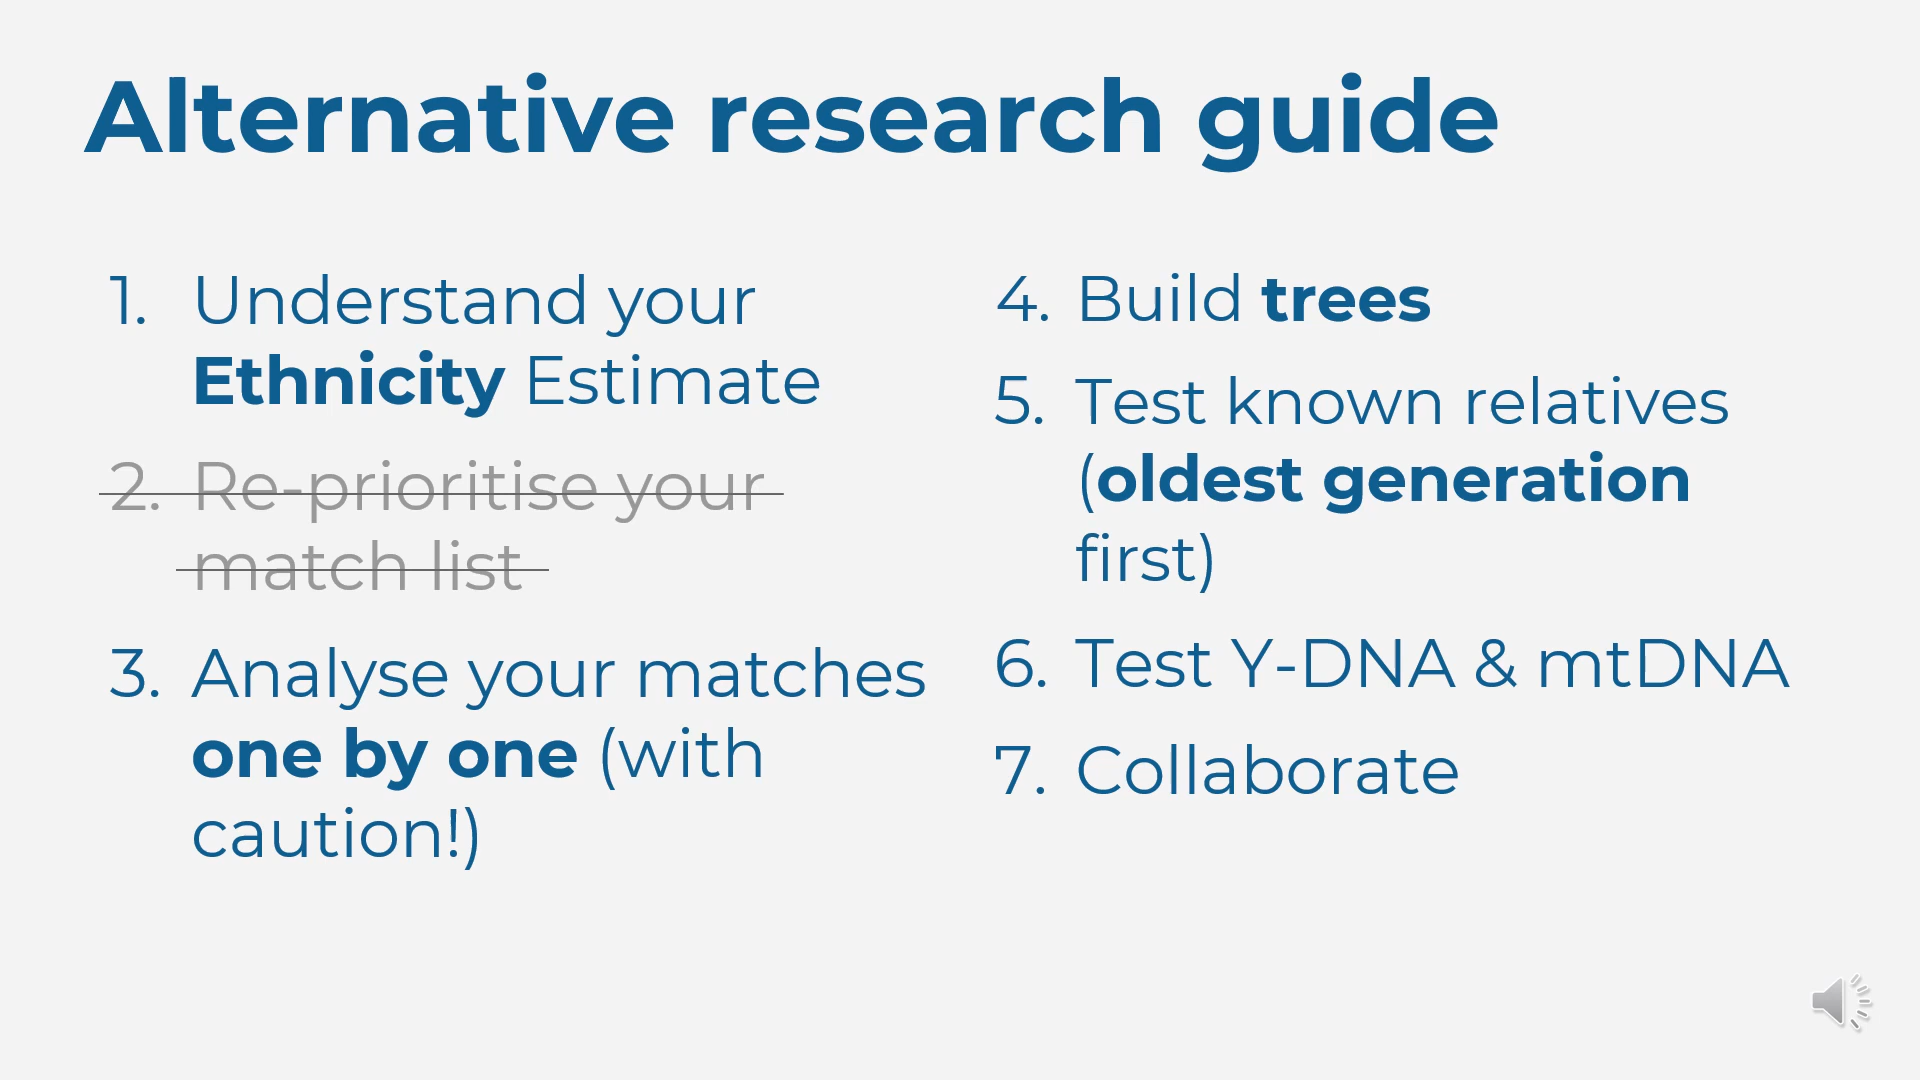 Alternative research guide
1. Understand your
Ethnicity Estimate
2. Re-prioritise your
match list
3. Analyse your matches
one by one (with
caution!)
4. Build trees
5. Test known relatives
(oldest generation
first)
6. Test Y-DNA & mtDNA
7. Collaborate